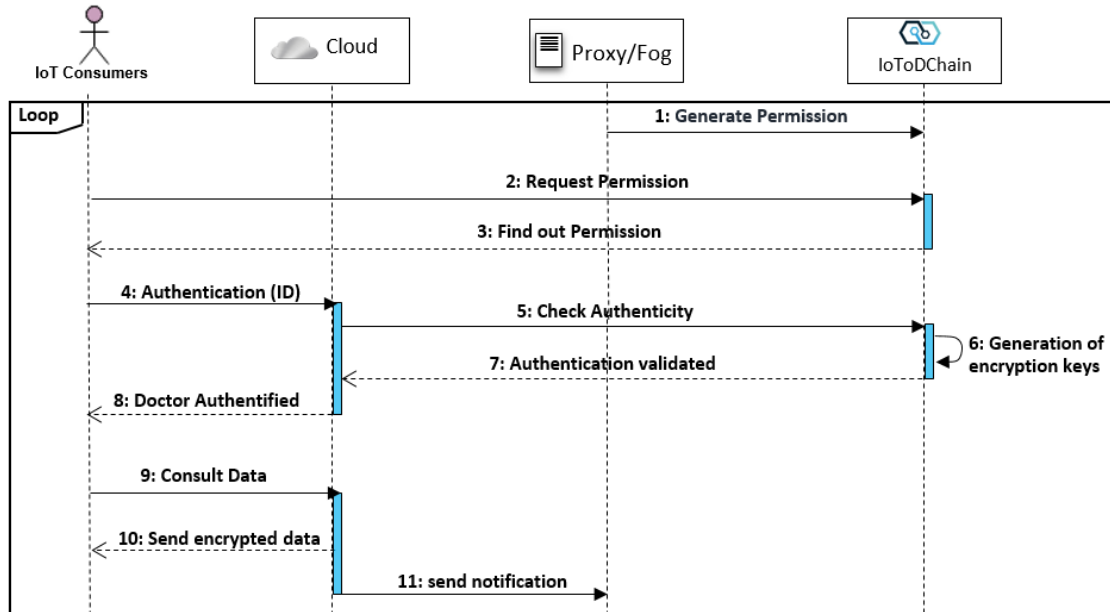 IoT Consumers
Cloud
Proxy/Fog
IoToDChain
Loop
1: Generate Permission
2: Request Permission
3: Find out Permission
4: Authentication (ID)
5: Check Authenticity
6: Generation of
encryption keys
7: Authentication validated
8: Doctor Authentified
9: Consult Data
10: Send encrypted data
11: send notification